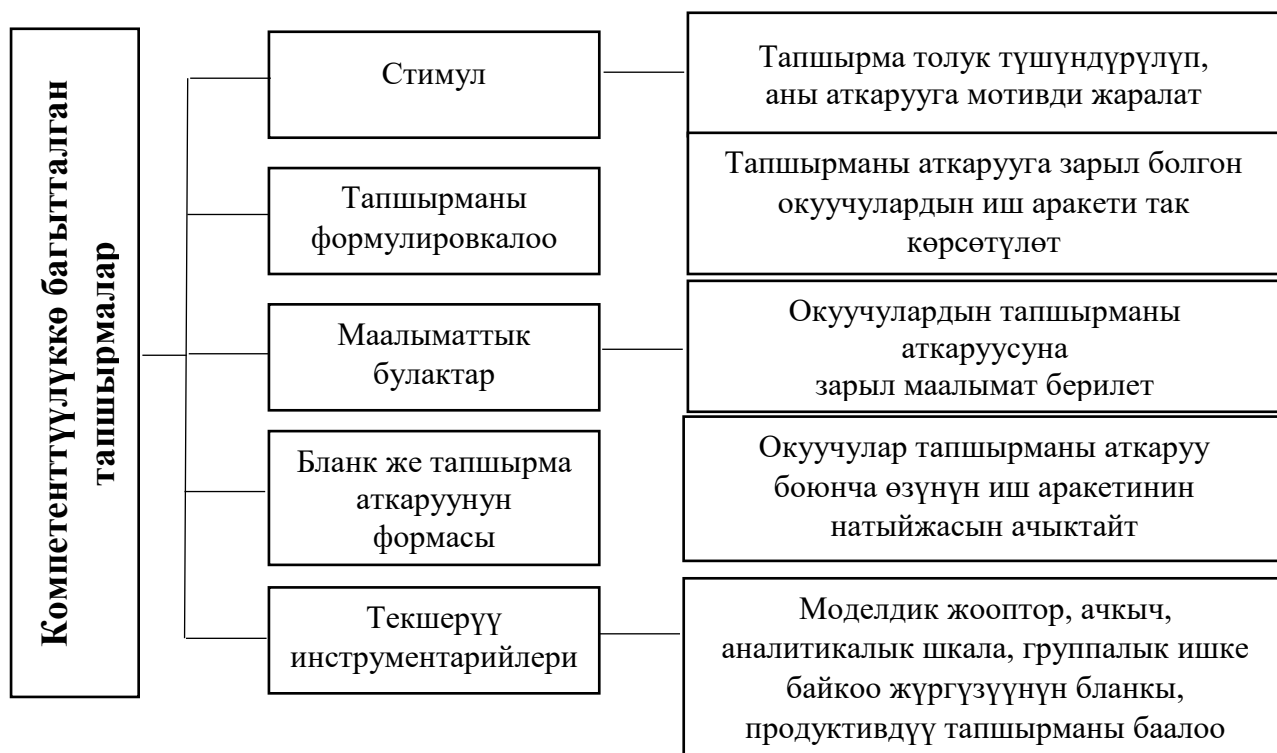 Компетенттүүлүккө багытталган
тапшырмалар
Стимул
Тапшырма толук түшүндүрүлүп,
аны аткарууга мотивди жаралат
Тапшырманы
формулировкалоо
Тапшырманы аткарууга зарыл болгон
окуучулардын иш аракети так
көрсөтүлөт
Маалыматтык
булактар
Окуучулардын тапшырманы
аткаруусуна
зарыл маалымат берилет
Бланк же тапшырма
аткаруунун
формасы
Окуучулар тапшырманы аткаруу
боюнча өзүнүн иш аракетинин
натыйжасын ачыктайт
Текшерүү
инструментарийлери
Моделдик жооптор, ачкыч,
аналитикалык шкала, группалык ишке
байкоо жүргүзүүнүн бланкы,
продуктивдүү тапшырманы баалоо